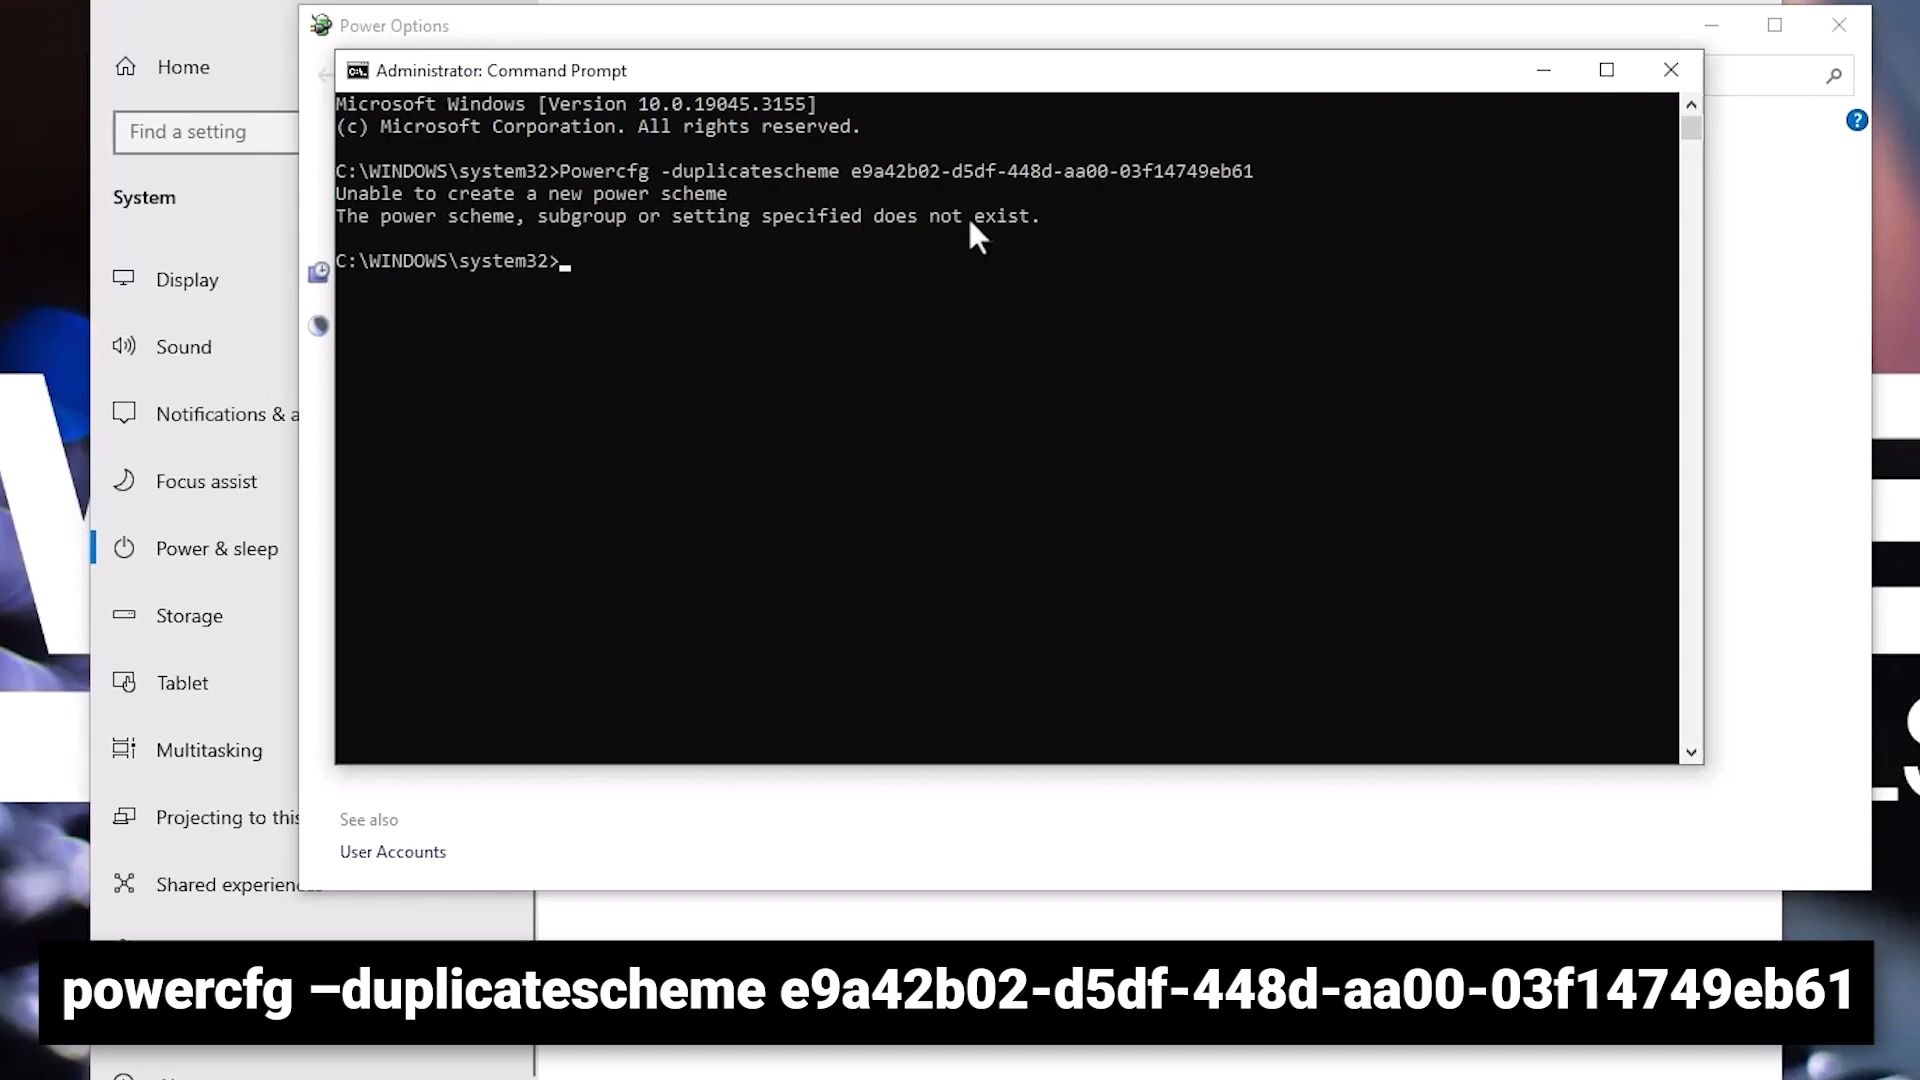 Power Options
Home
Administrator: Command Prompt
Microsoft Windows [Version 10.0.19045.3155]
(c) Microsoft Corporation. All rights reserved.
Find a setting
C:\WINDOWS\system32>Powercfg -duplicatescheme e9a42b02-d5df-448d-aa00-03f14749eb61
Unable to create a new power scheme
The power scheme, subgroup or setting specified does not exist.
C:\WINDOWS\system32>
System
Display
Sound
Notifications & a
Focus assist
Power & sleep
Storage
Tablet
Multitasking
Projecting to this
Shared experienc
See also
User Accounts
powercfg –duplicatescheme e9a42b02-d5df-448d-aa00-03f14749eb61